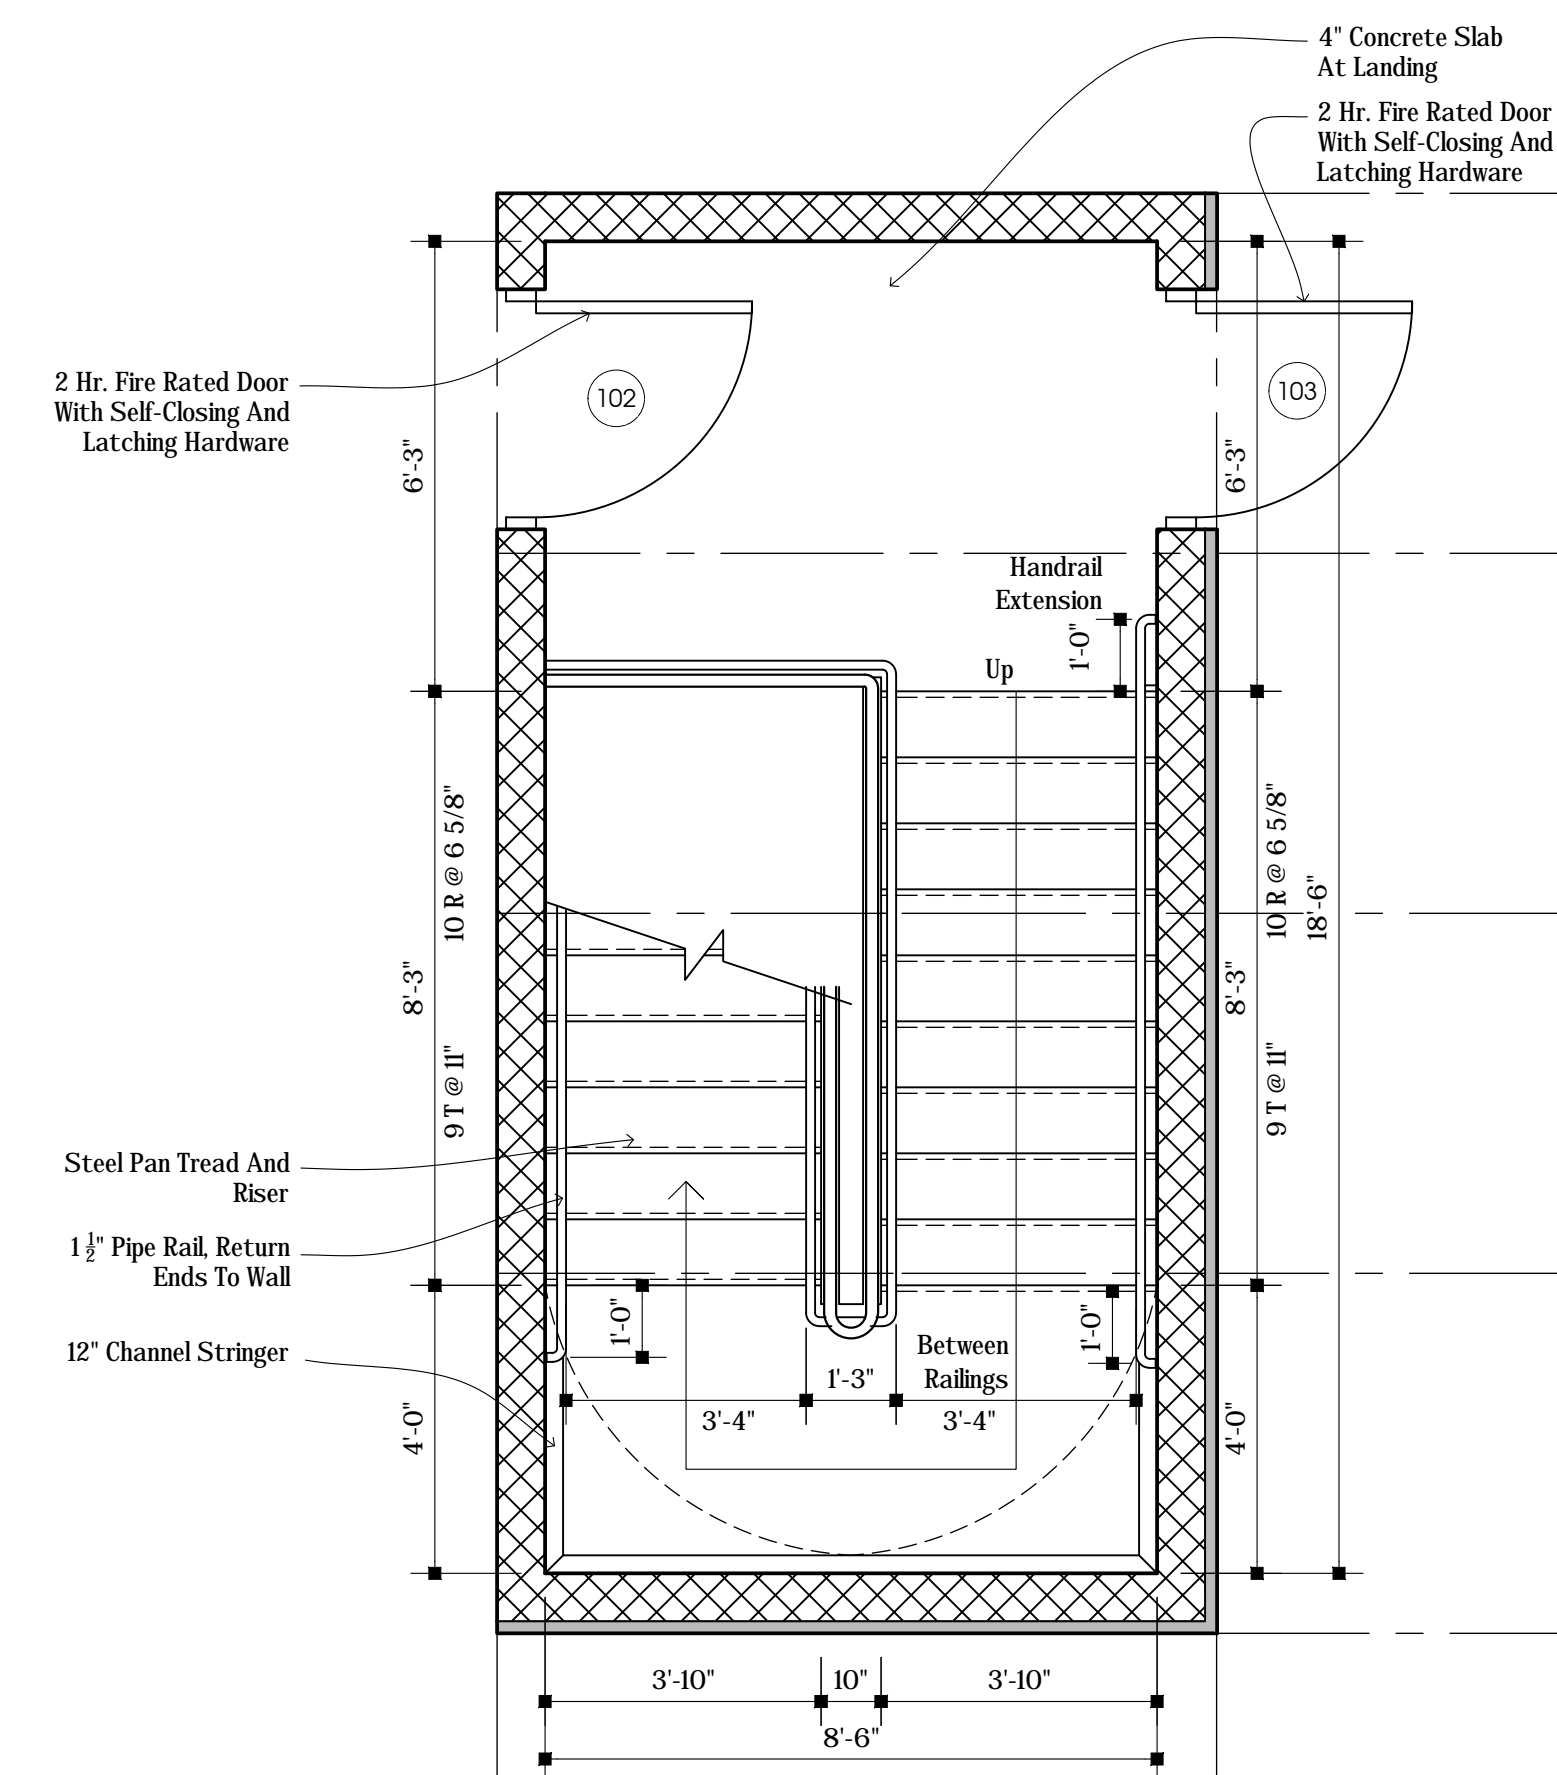 4" Concrete Slab
At Landing
2 Hr. Fire Rated Door
With Self-Closing And
Latching Hardware
2 Hr. Fire Rated Door
With Self-Closing And
Latching Hardware
102
103
6'-3"
6'-3"
Handrail
Extension
1'-0"
Up
10 R @ 6 5/8"
8'-3"
9 T @ 11"
10 R @ 6 5/8"
18'-6"
8'-3"
9 T @ 11"
Steel Pan Tread And
Riser
1 1/2" Pipe Rail, Return
Ends To Wall
12" Channel Stringer
1'-0"
1'-0"
Between
Railings
1'-3"
3'-4"
3'-4"
4'-0"
4'-0"
3'-10"
10"
3'-10"
8'-6"